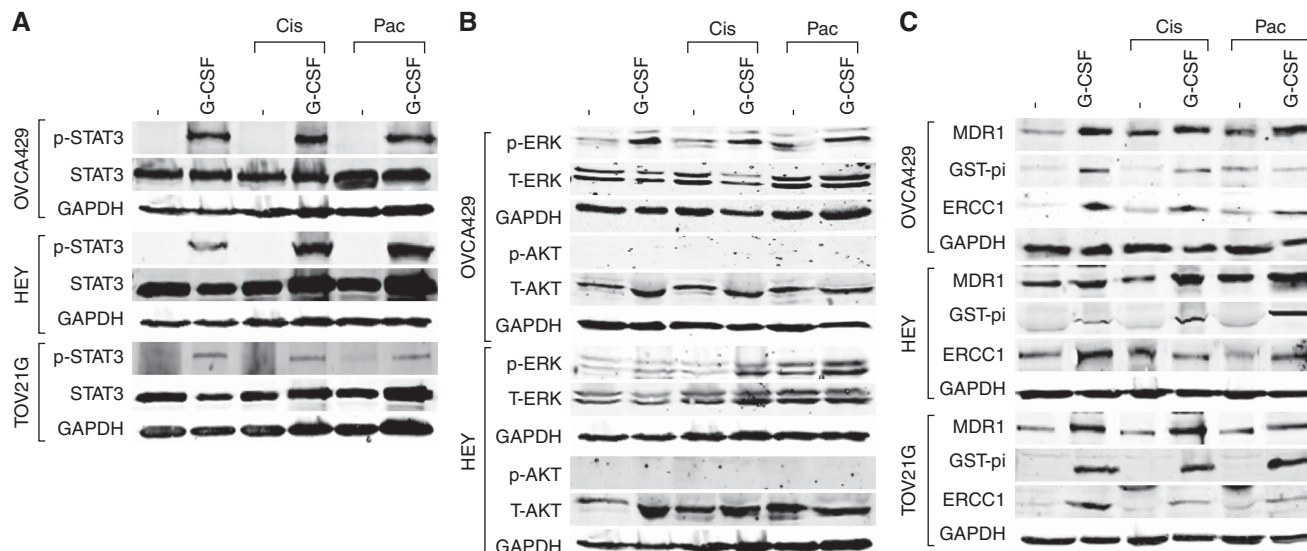 A
Cis
Pac
-
G-CSF
-
G-CSF
-
G-CSF
OVCA429
p-STAT3
STAT3
GAPDH
HEY
p-STAT3
STAT3
GAPDH
TOV21G
p-STAT3
STAT3
GAPDH
B
Cis
Pac
-
G-CSF
-
G-CSF
-
G-CSF
OVCA429
p-ERK
T-ERK
GAPDH
p-AKT
T-AKT
GAPDH
HEY
p-ERK
T-ERK
GAPDH
p-AKT
T-AKT
GAPDH
C
Cis
Pac
-
G-CSF
-
G-CSF
-
G-CSF
OVCA429
MDR1
GST-pi
ERCC1
GAPDH
HEY
MDR1
GST-pi
ERCC1
GAPDH
TOV21G
MDR1
GST-pi
ERCC1
GAPDH